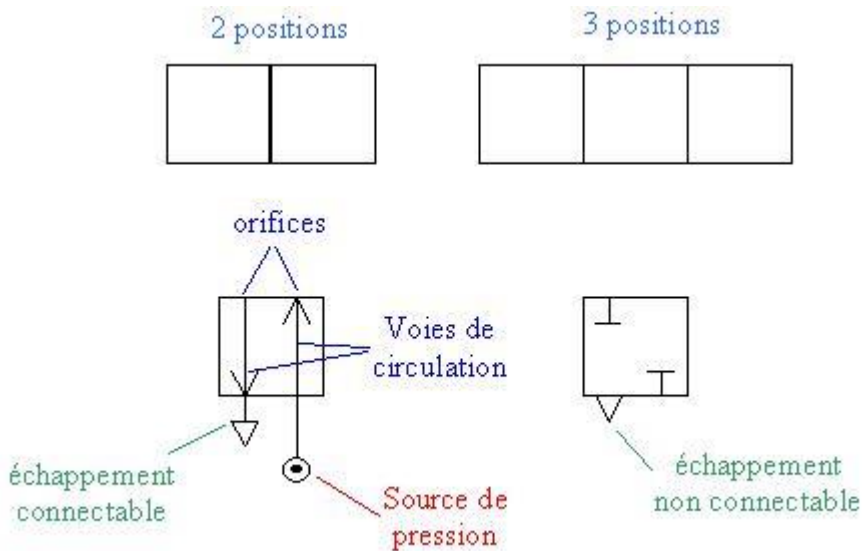 2 positions
3 positions
orifices
Voies de
circulation
échappement
connectable
Source de
pression
échappement
non connectable